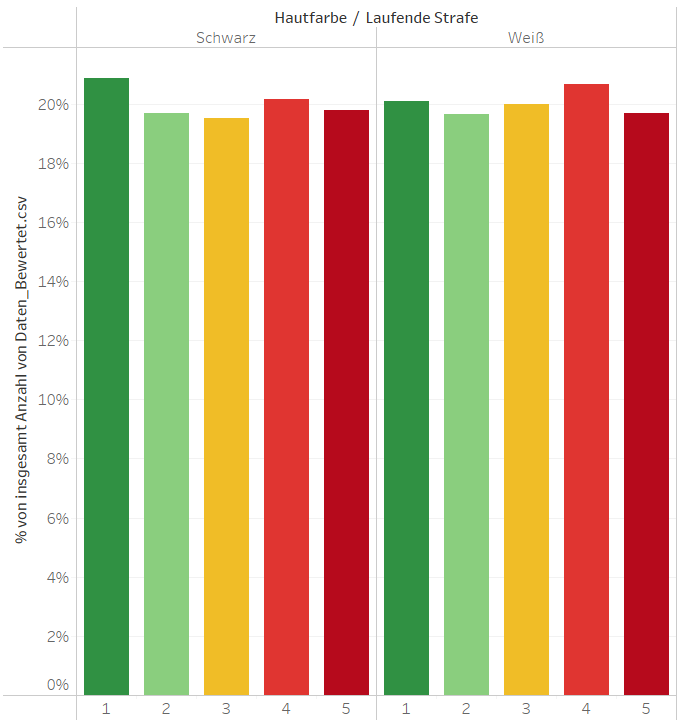 Hautfarbe / Laufende Strafe
Schwarz
Weiß
% von insgesamt Anzahl von Daten_Bewertet.csv
20%
18%
16%
14%
12%
10%
8%
6%
4%
2%
0%
1 2 3 4 5 1 2 3 4 5